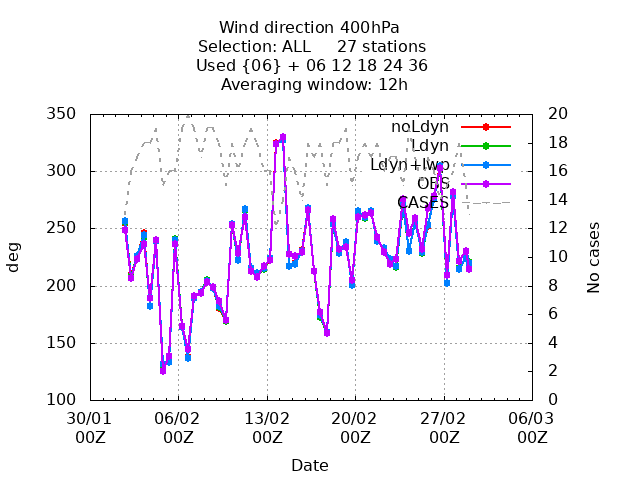 Wind direction 400hPa
Selection: ALL 27 stations
Used {06} + 06 12 18 24 36
Averaging window: 12h
350
300
250
200
150
100
deg
20
18
16
14
12
10
8
6
4
2
0
No cases
noLdyn
Ldyn
Ldyn+lwp
OBS
CASES
30/01 06/02 13/02 20/02 27/02 06/03
00Z 00Z 00Z 00Z 00Z 00Z
Date